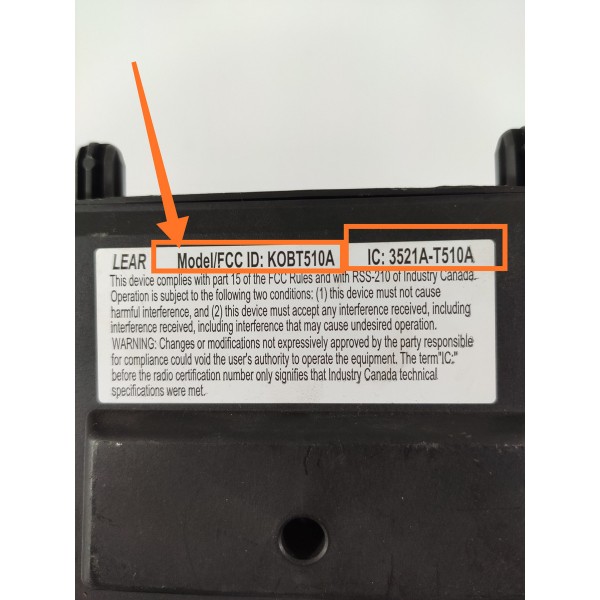 LEAR Model/FCC ID: KOBT510A IC: 3521A-T510A
This device complies with part 15 of the FCC Rules and with RSS-210 of Industry Canada.
Operation is subject to the following two conditions: (1) this device must not cause
harmful interference, and (2) this device must accept any interference received, including
interference received, including interference that may cause undesired operation.
WARNING: Changes or modifications not expressively approved by the party responsible
for compliance could void the user's authority to operate the equipment. The term"IC:"
before the radio certification number only signifies that Industry Canada technical
specifications were met.